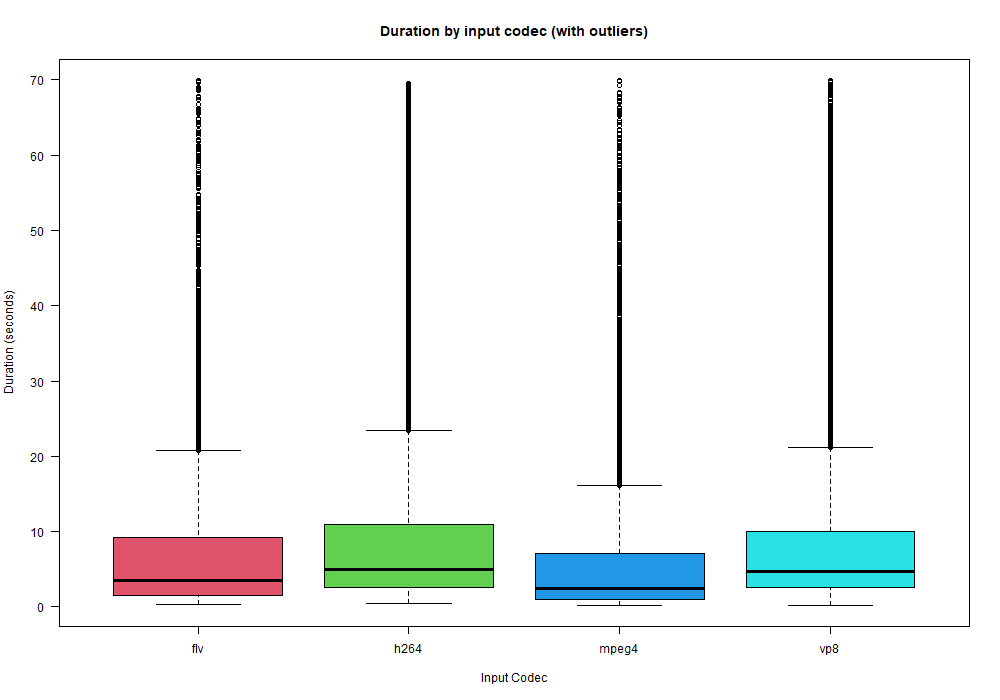 Duration by input codec (with outliers)
70
60
50
40
30
20
10
0
Duration (seconds)
flv
h264
mpeg4
vp8
Input Codec